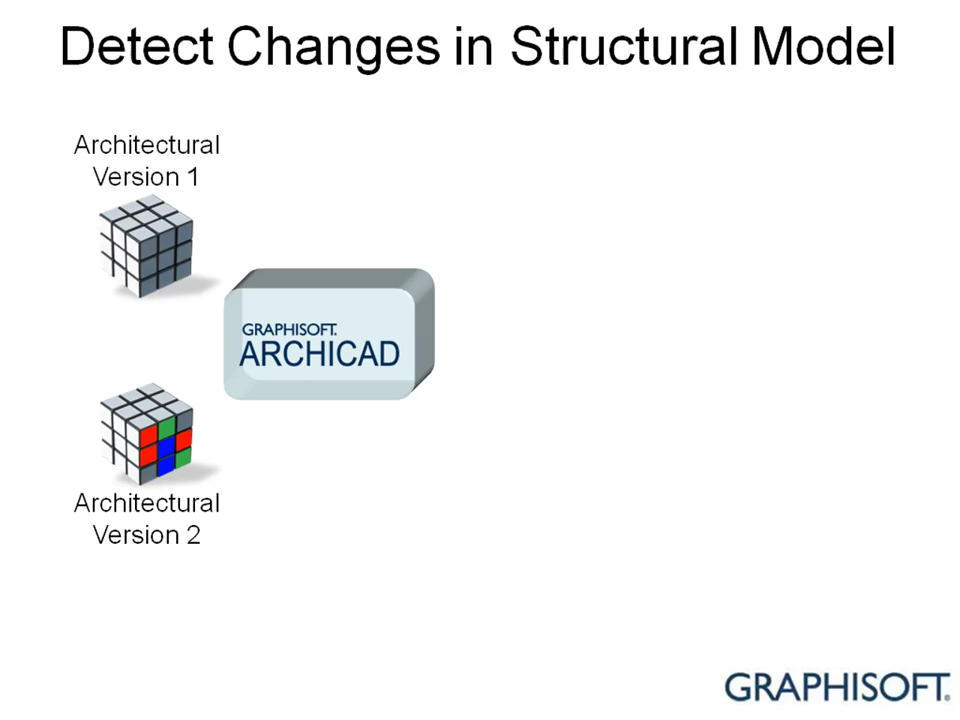 Detect Changes in Structural Model
Architectural
Version 1
GRAPHISOFT.
ARCHICAD
Architectural
Version 2
GRAPHISOFT®